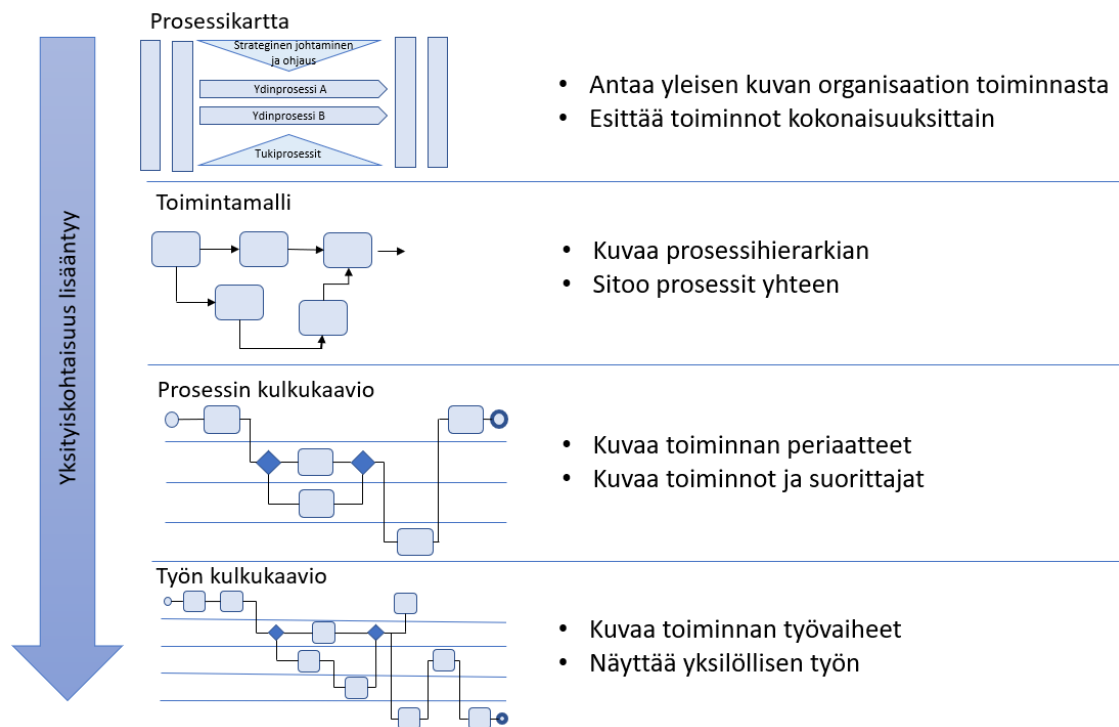 Prosessikartta
Strateginen johtaminen
ja ohjaus
Ydinprosessi A
Ydinprosessi B
Tukiprosessit
• Antaa yleisen kuvan organisaation toiminnasta
• Esittää toiminnot kokonaisuuksittain
Yksityiskohtaisuus lisääntyy
Toimintamalli
• Kuvaa prosessihierarkian
• Sitoo prosessit yhteen
Prosessin kulkukaavio
• Kuvaa toiminnan periaatteet
• Kuvaa toiminnot ja suorittajat
Työn kulkukaavio
• Kuvaa toiminnan työvaiheet
• Näyttää yksilöllisen työn